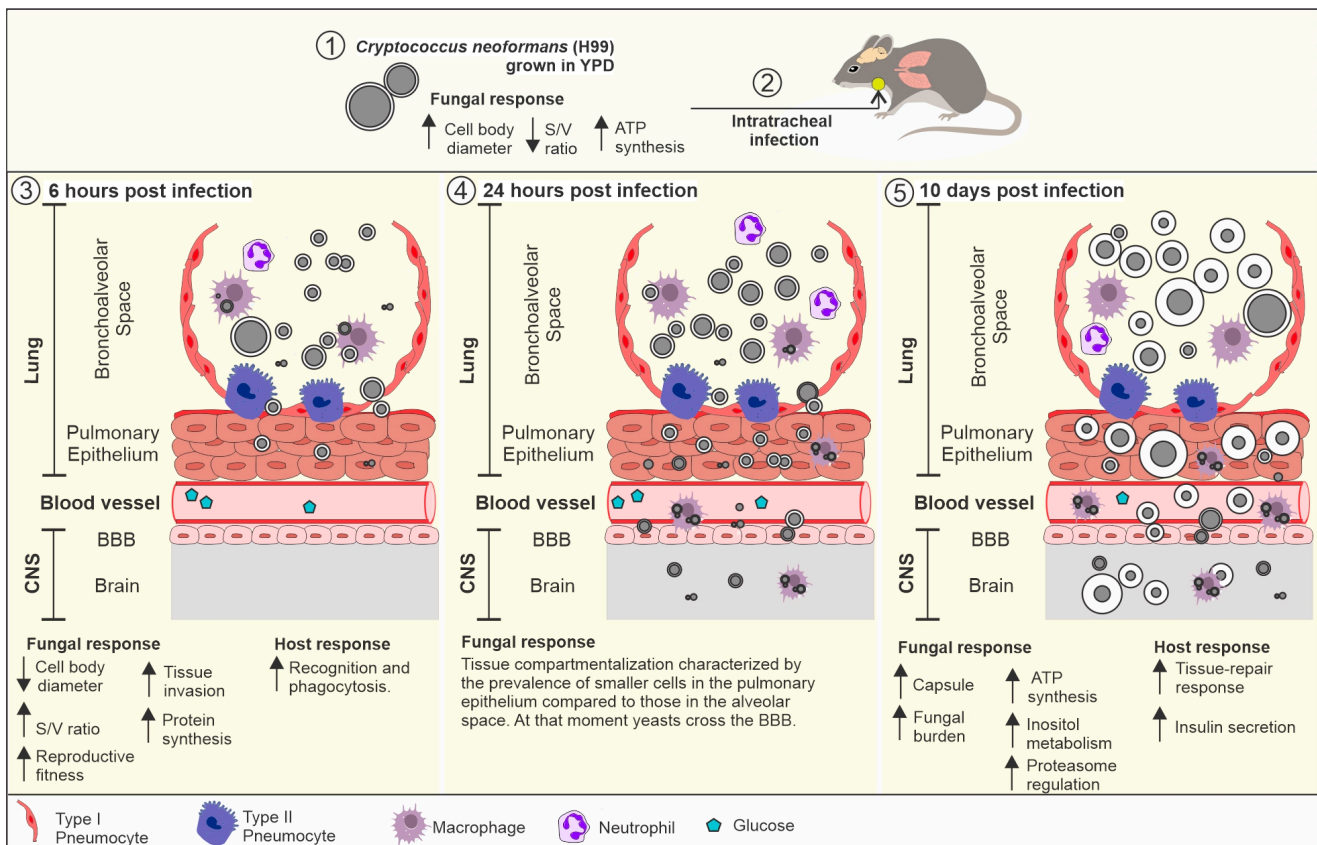 1
Cryptococcus neoformans (H99)
grown in YPD
Fungal response
Cell body
diameter
S/V
ratio
ATP
synthesis
2
Intratracheal
infection
3
6 hours post infection
Lung
Bronchoalveolar
Space
Pulmonary
Epithelium
Blood vessel
CNS
BBB
Brain
Fungal response
Cell body
diameter
S/V ratio
Reproductive
fitness
Tissue
invasion
Protein
synthesis
Host response
Recognition and
phagocytosis.
4
24 hours post infection
Lung
Bronchoalveolar
Space
Pulmonary
Epithelium
Blood vessel
CNS
BBB
Brain
Fungal response
Tissue compartmentalization characterized by
the prevalence of smaller cells in the pulmonary
epithelium compared to those in the alveolar
space. At that moment yeasts cross the BBB.
5
10 days post infection
Lung
Bronchoalveolar
Space
Pulmonary
Epithelium
Blood vessel
CNS
BBB
Brain
Fungal response
Capsule
Fungal
burden
ATP
synthesis
Inositol
metabolism
Proteasome
regulation
Host response
Tissue-repair
response
Insulin secretion
Type I
Pneumocyte
Type II
Pneumocyte
Macrophage
Neutrophil
Glucose